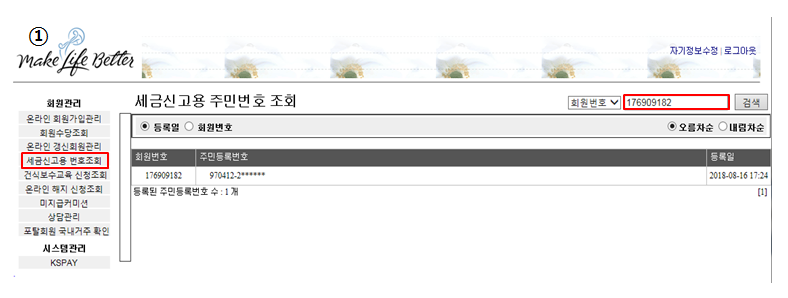 ①
Make Life Better
자기정보수정 | 로그아웃
회원관리
온라인 회원가입관리
회원수당조회
온라인 갱신회원관리
세금신고용 번호조회
건식보수교육 신청조회
온라인 해지 신청조회
미지급커미션
상담관리
포탈회원 국내거주 확인
시스템관리
KSPAY
세금신고용 주민번호 조회
회원번호 176909182 검색
등록일 회원번호 오름차순 내림차순
회원번호 주민등록번호 등록일
176909182 970412-2****** 2018-08-16 17:24
등록된 주민등록번호 수 : 1 개 [1]